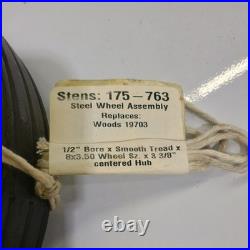 Stens: 175-763
Steel Wheel Assembly
Replaces:
Woods 19703
1/2" Bore x Smooth Tread x
8x3.50 Wheel Sz. x 3 3/8"
centered Hub